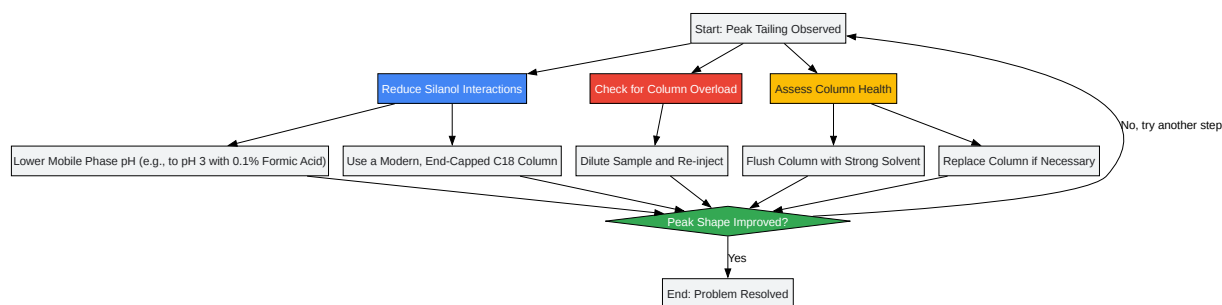 Start: Peak Tailing Observed
Reduce Silanol Interactions
Check for Column Overload
Assess Column Health
No, try another step
Lower Mobile Phase pH (e.g., to pH 3 with 0.1% Formic Acid)
Use a Modern, End-Capped C18 Column
Dilute Sample and Re-inject
Flush Column with Strong Solvent
Replace Column if Necessary
Peak Shape Improved?
Yes
End: Problem Resolved